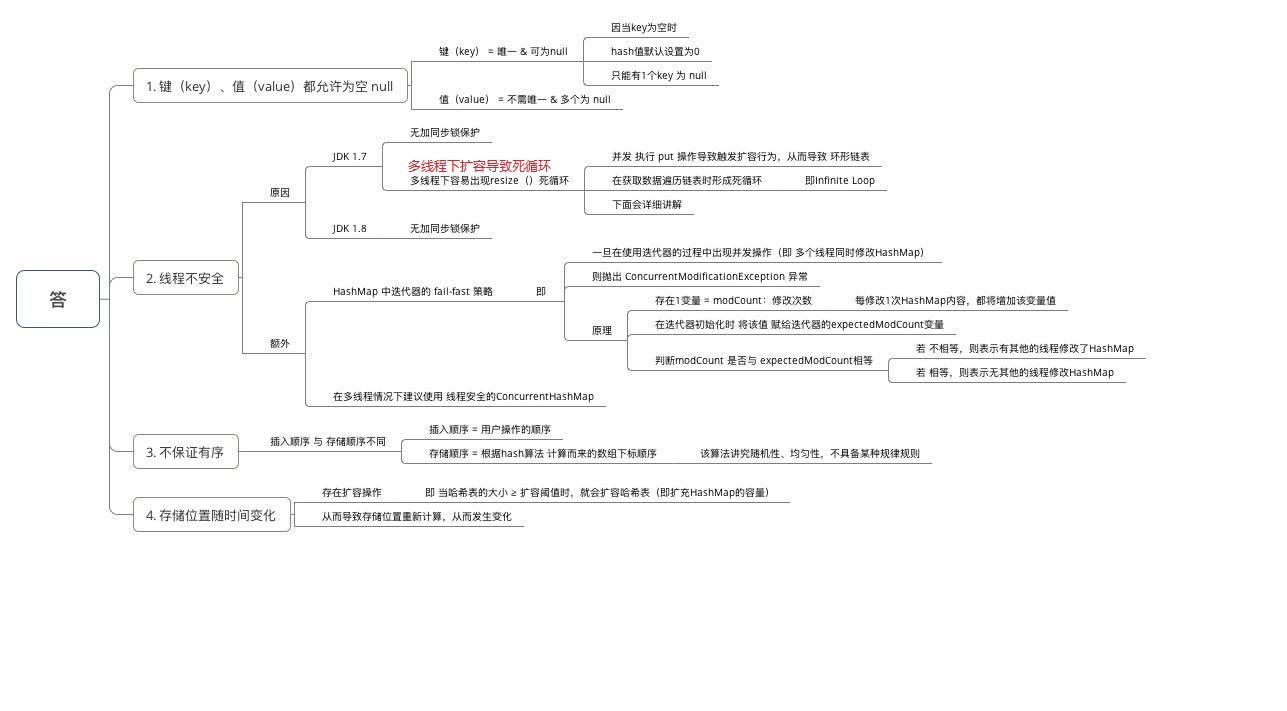 答
1. 键（key）、值（value）都允许为空 null
键（key） = 唯一 & 可为null
因当key为空时
hash值默认设置为0
只能有1个key 为 null
值（value） = 不需唯一 & 多个为 null
2. 线程不安全
原因
JDK 1.7
无加同步锁保护
多线程下扩容导致死循环
多线程下容易出现resize（）死循环
并发 执行 put 操作导致触发扩容行为，从而导致 环形链表
在获取数据遍历链表时形成死循环
即Infinite Loop
下面会详细讲解
JDK 1.8
无加同步锁保护
额外
HashMap 中迭代器的 fail-fast 策略
即
一旦在使用迭代器的过程中出现并发操作（即 多个线程同时修改HashMap）
则抛出 ConcurrentModificationException 异常
原理
存在1变量 = modCount：修改次数
每修改1次HashMap内容，都将增加该变量值
在迭代器初始化时 将该值 赋给迭代器的expectedModCount变量
判断modCount 是否与 expectedModCount相等
若 不相等，则表示有其他的线程修改了HashMap
若 相等，则表示无其他的线程修改HashMap
在多线程情况下建议使用 线程安全的ConcurrentHashMap
3. 不保证有序
插入顺序 与 存储顺序不同
插入顺序 = 用户操作的顺序
存储顺序 = 根据hash算法 计算而来的数组下标顺序
该算法讲究随机性、均匀性，不具备某种规律规则
4. 存储位置随时间变化
存在扩容操作
即 当哈希表的大小 ≥ 扩容阈值时，就会扩容哈希表（即扩充HashMap的容量）
从而导致存储位置重新计算，从而发生变化